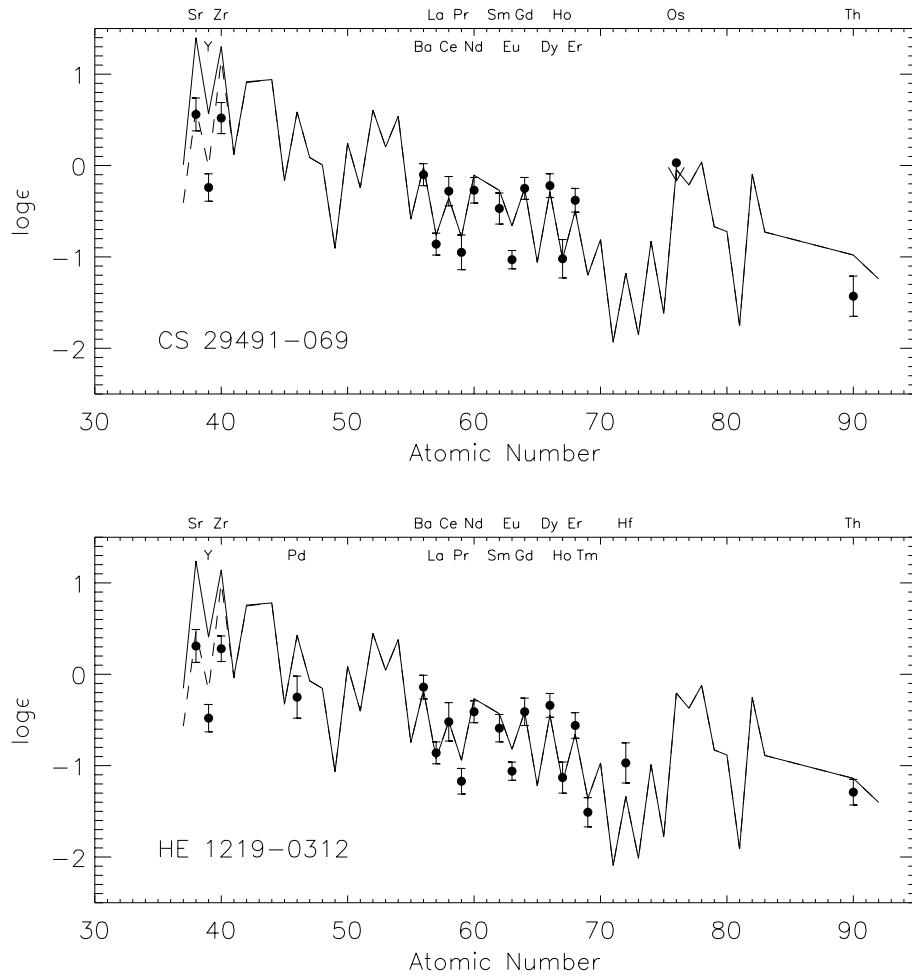 Sr Zr La Pr Sm Gd Ho Os Th
Y Ba Ce Nd Eu Dy Er
1
0
−1
−2
logϵ
CS 29491−069
30 40 50 60 70 80 90
Atomic Number
Sr Zr Ba Ce Nd Eu Dy Er Hf Th
Y Pd La Pr Sm Gd Ho Tm
1
0
−1
−2
logϵ
HE 1219−0312
30 40 50 60 70 80 90
Atomic Number